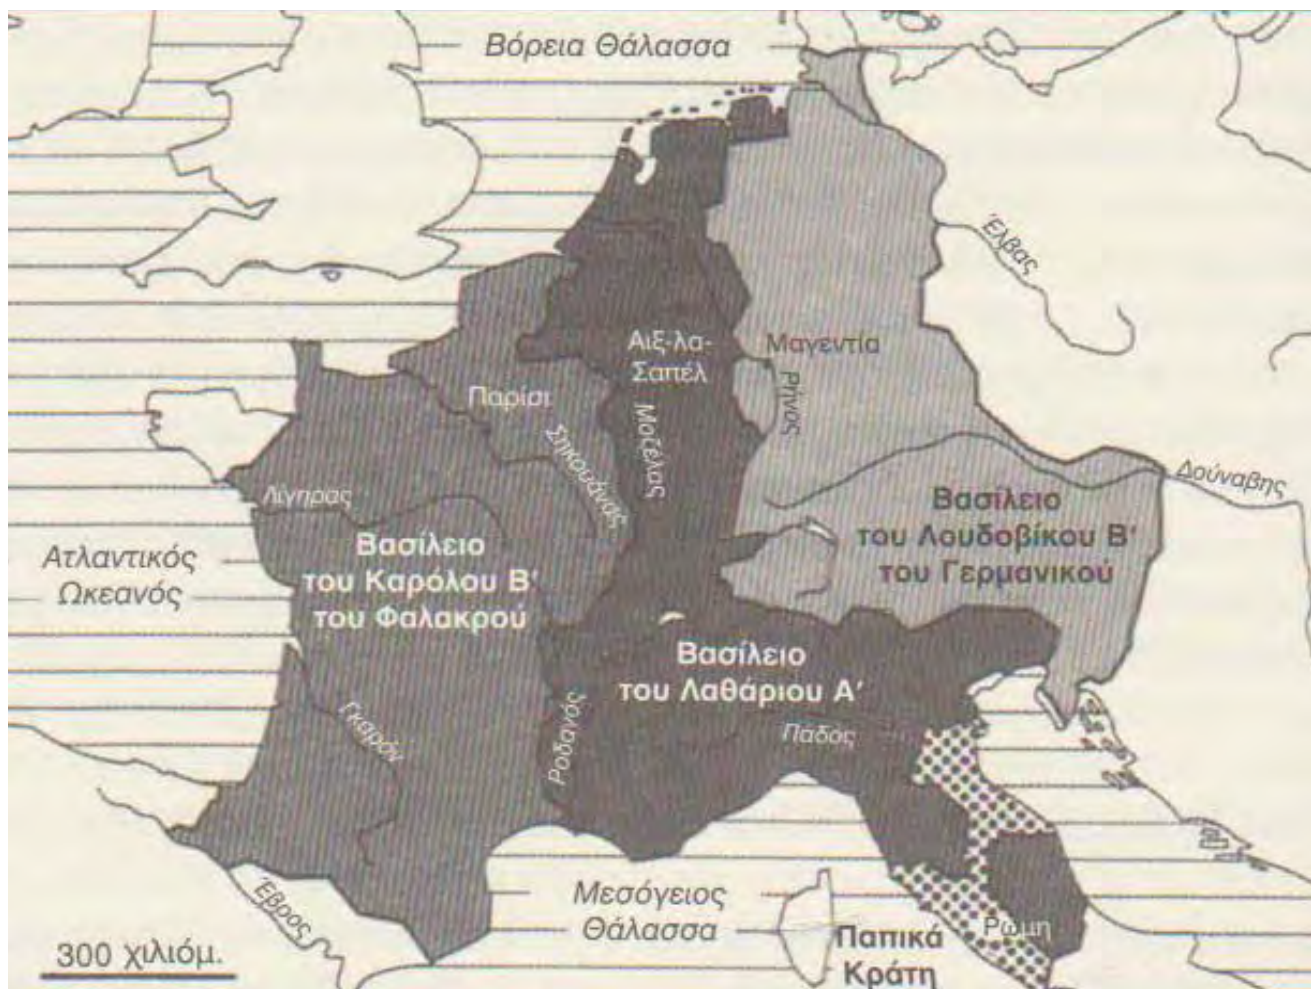 Βόρεια Θάλασσα
Έλβας
Αιξ-λα-
Σαπέλ
Μαγεντία
Ρήνος
Παρίσι
Μοζέλας
Σηκουάνας
Δούναβης
Λίγηρας
Βασίλειο
του Λουδοβίκου Β'
του Γερμανικού
Βασίλειο
του Καρόλου Β'
του Φαλακρού
Ατλαντικός
Ωκεανός
Βασίλειο
του Λαθάριου Α'
Γκαρόν
Ροδανός
Παδος
Έβρος
Μεσόγειος
Θάλασσα
Ρώμη
Παπικά
Κράτη
300 χιλιόμ.